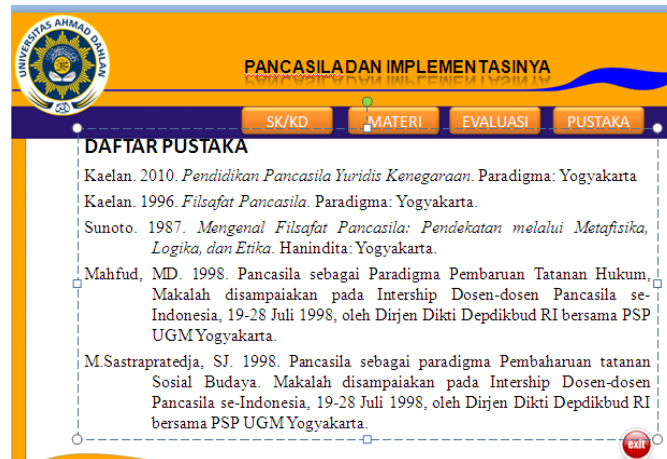 UNIVERSITAS AHMAD DAHLAN
PANCASILA DAN IMPLEMENTASINYA
SK/KD
MATERI
EVALUASI
PUSTAKA
DAFTAR PUSTAKA
Kaelan. 2010. Pendidikan Pancasila Yuridis Kenegaraan. Paradigma: Yogyakarta
Kaelan. 1996. Filsafat Pancasila. Paradigma: Yogyakarta.
Sunoto. 1987. Mengenal Filsafat Pancasila: Pendekatan melalui Metafisika,
Logika, dan Etika. Hanindita: Yogyakarta.
Mahfud, MD. 1998. Pancasila sebagai Paradigma Pembaruan Tatanan Hukum,
Makalah disampaiakan pada Intership Dosen-dosen Pancasila se-
Indonesia, 19-28 Juli 1998, oleh Dirjen Dikti Depdikbud RI bersama PSP
UGM Yogyakarta.
M.Sastrapratedja, SJ. 1998. Pancasila sebagai paradigma Pembaharuan tatanan
Sosial Budaya. Makalah disampaiakan pada Intership Dosen-dosen
Pancasila se-Indonesia, 19-28 Juli 1998, oleh Dirjen Dikti Depdikbud RI
bersama PSP UGM Yogyakarta.
exit